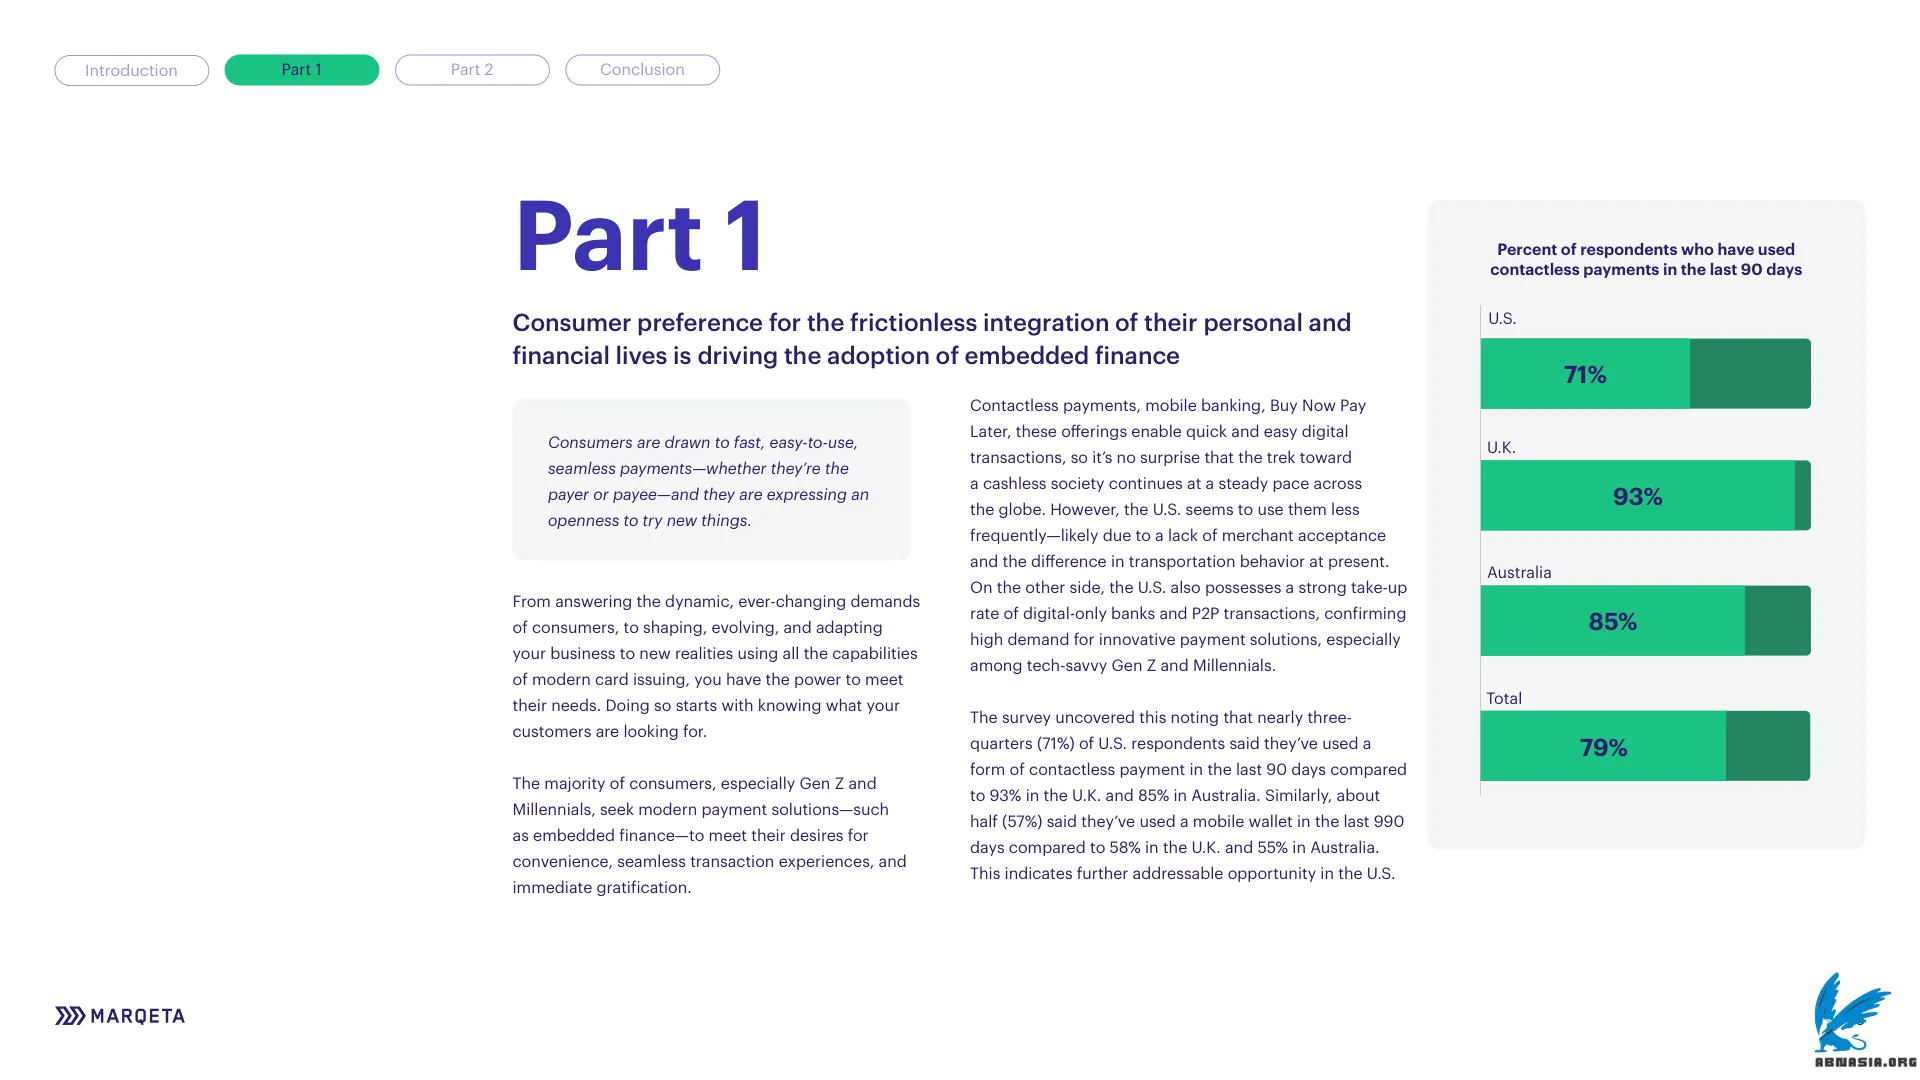 Introduction
Part 1
Part 2
Conclusion
Part 1
Consumer preference for the frictionless integration of their personal and
financial lives is driving the adoption of embedded finance
Consumers are drawn to fast, easy-to-use,
seamless payments—whether they’re the
payer or payee—and they are expressing an
openness to try new things.
From answering the dynamic, ever-changing demands
of consumers, to shaping, evolving, and adapting
your business to new realities using all the capabilities
of modern card issuing, you have the power to meet
their needs. Doing so starts with knowing what your
customers are looking for.
The majority of consumers, especially Gen Z and
Millennials, seek modern payment solutions—such
as embedded finance—to meet their desires for
convenience, seamless transaction experiences, and
immediate gratification.
Contactless payments, mobile banking, Buy Now Pay
Later, these offerings enable quick and easy digital
transactions, so it’s no surprise that the trek toward
a cashless society continues at a steady pace across
the globe. However, the U.S. seems to use them less
frequently—likely due to a lack of merchant acceptance
and the difference in transportation behavior at present.
On the other side, the U.S. also possesses a strong take-up
rate of digital-only banks and P2P transactions, confirming
high demand for innovative payment solutions, especially
among tech-savvy Gen Z and Millennials.
The survey uncovered this noting that nearly three-
quarters (71%) of U.S. respondents said they’ve used a
form of contactless payment in the last 90 days compared
to 93% in the U.K. and 85% in Australia. Similarly, about
half (57%) said they’ve used a mobile wallet in the last 990
days compared to 58% in the U.K. and 55% in Australia.
This indicates further addressable opportunity in the U.S.
Percent of respondents who have used
contactless payments in the last 90 days
U.S.
71%
U.K.
93%
Australia
85%
Total
79%
MARQETA
ABNASIA.ORG